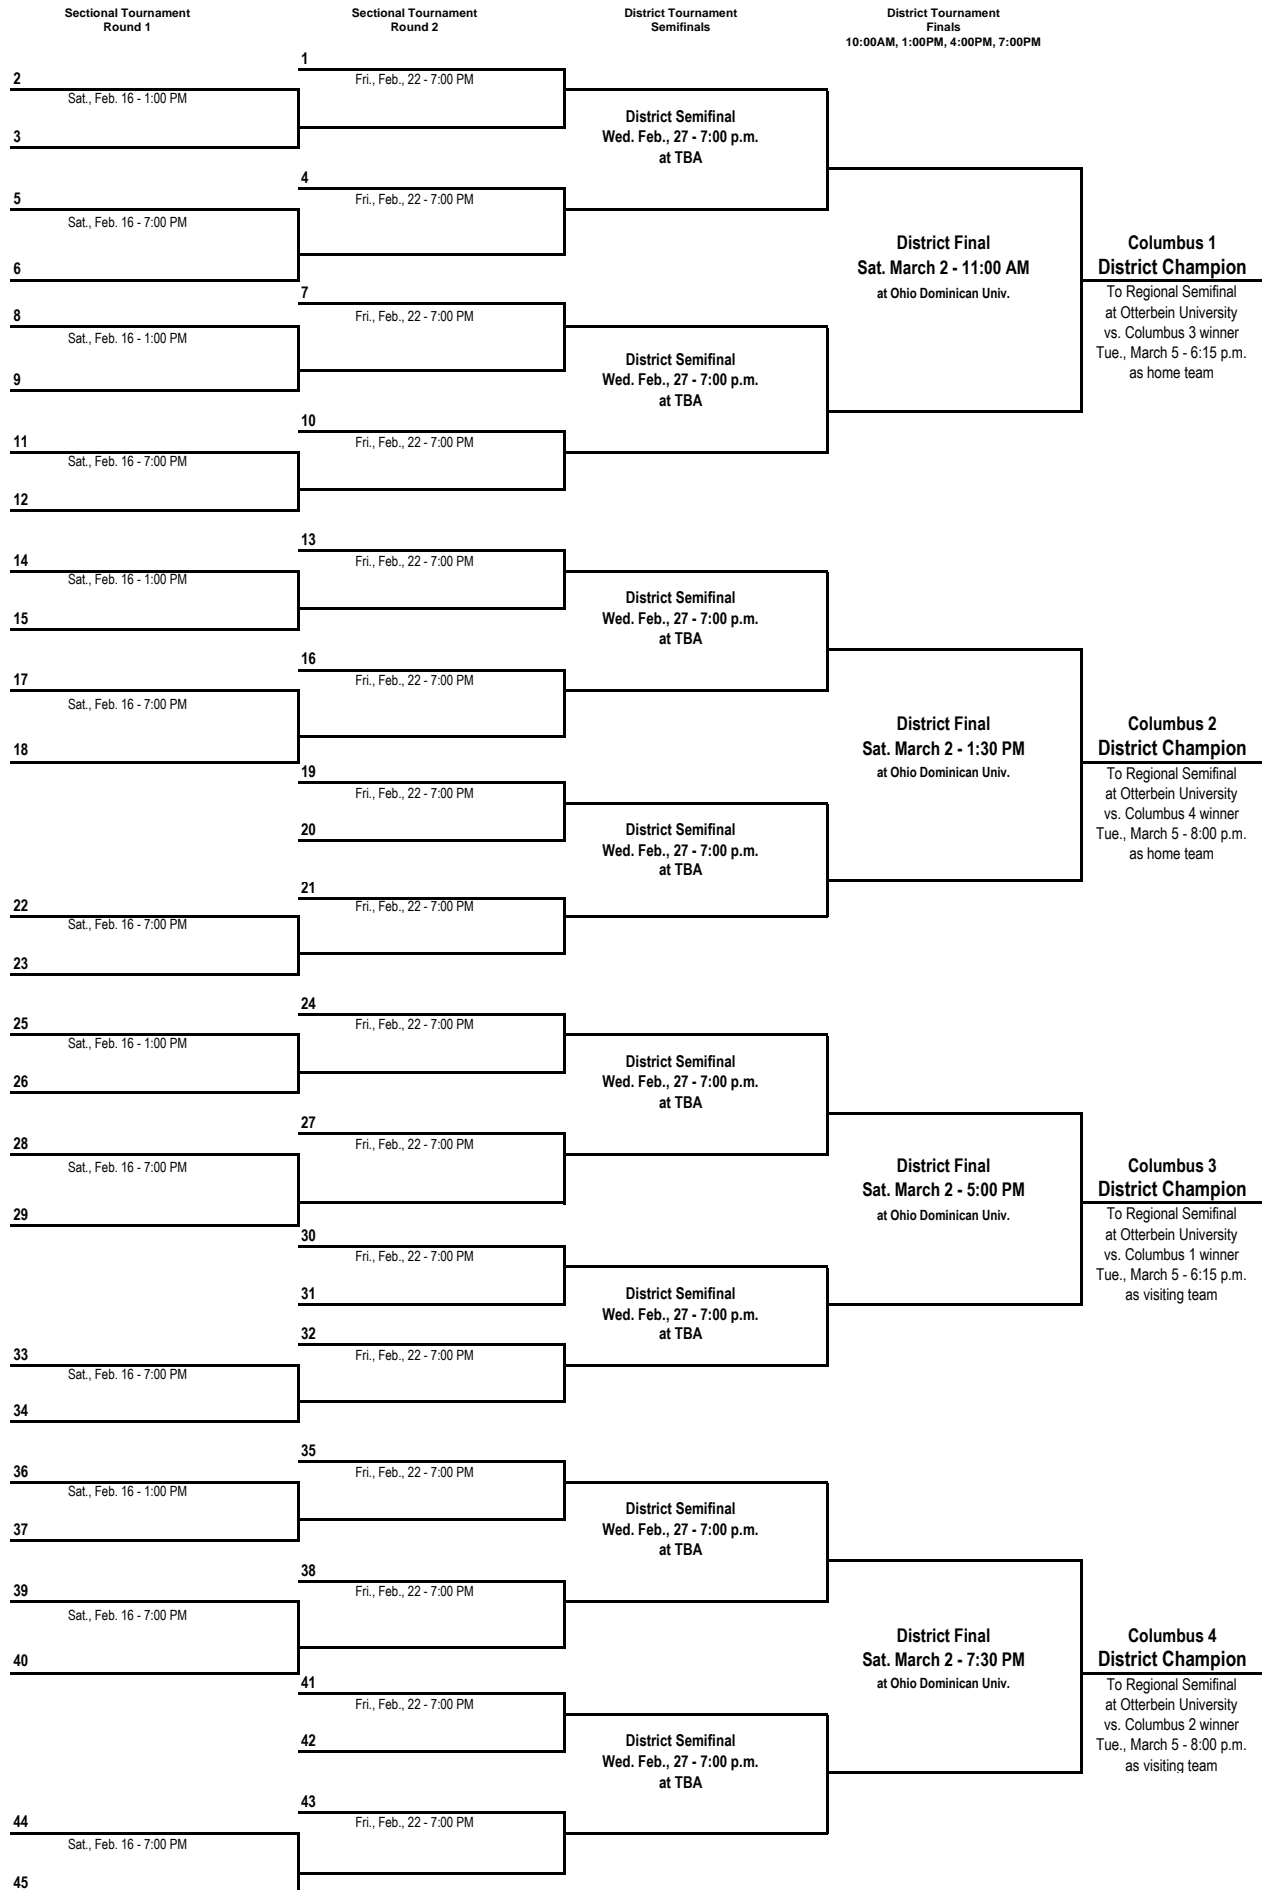 Sectional Tournament
Round 1
Sectional Tournament
Round 2
District Tournament
Semifinals
District Tournament
Finals
10:00AM, 1:00PM, 4:00PM, 7:00PM
1
2
Fri., Feb., 22 - 7:00 PM
Sat., Feb. 16 - 1:00 PM
3
District Semifinal
Wed. Feb., 27 - 7:00 p.m.
at TBA
4
5
Fri., Feb., 22 - 7:00 PM
Sat., Feb. 16 - 7:00 PM
6
District Final
Sat. March 2 - 11:00 AM
at Ohio Dominican Univ.
Columbus 1
District Champion
To Regional Semifinal
at Otterbein University
vs. Columbus 3 winner
Tue., March 5 - 6:15 p.m.
as home team
7
8
Fri., Feb., 22 - 7:00 PM
Sat., Feb. 16 - 1:00 PM
9
District Semifinal
Wed. Feb., 27 - 7:00 p.m.
at TBA
10
11
Fri., Feb., 22 - 7:00 PM
Sat., Feb. 16 - 7:00 PM
12
13
14
Fri., Feb., 22 - 7:00 PM
Sat., Feb. 16 - 1:00 PM
15
District Semifinal
Wed. Feb., 27 - 7:00 p.m.
at TBA
16
17
Fri., Feb., 22 - 7:00 PM
Sat., Feb. 16 - 7:00 PM
18
District Final
Sat. March 2 - 1:30 PM
at Ohio Dominican Univ.
Columbus 2
District Champion
To Regional Semifinal
at Otterbein University
vs. Columbus 4 winner
Tue., March 5 - 8:00 p.m.
as home team
19
Fri., Feb., 22 - 7:00 PM
20
District Semifinal
Wed. Feb., 27 - 7:00 p.m.
at TBA
21
22
Fri., Feb., 22 - 7:00 PM
Sat., Feb. 16 - 7:00 PM
23
24
25
Fri., Feb., 22 - 7:00 PM
Sat., Feb. 16 - 1:00 PM
26
District Semifinal
Wed. Feb., 27 - 7:00 p.m.
at TBA
27
28
Fri., Feb., 22 - 7:00 PM
Sat., Feb. 16 - 7:00 PM
29
District Final
Sat. March 2 - 5:00 PM
at Ohio Dominican Univ.
Columbus 3
District Champion
To Regional Semifinal
at Otterbein University
vs. Columbus 1 winner
Tue., March 5 - 6:15 p.m.
as visiting team
30
Fri., Feb., 22 - 7:00 PM
31
District Semifinal
Wed. Feb., 27 - 7:00 p.m.
at TBA
32
33
Fri., Feb., 22 - 7:00 PM
Sat., Feb. 16 - 7:00 PM
34
35
36
Fri., Feb., 22 - 7:00 PM
Sat., Feb. 16 - 1:00 PM
37
District Semifinal
Wed. Feb., 27 - 7:00 p.m.
at TBA
38
39
Fri., Feb., 22 - 7:00 PM
Sat., Feb. 16 - 7:00 PM
40
District Final
Sat. March 2 - 7:30 PM
at Ohio Dominican Univ.
Columbus 4
District Champion
To Regional Semifinal
at Otterbein University
vs. Columbus 2 winner
Tue., March 5 - 8:00 p.m.
as visiting team
41
Fri., Feb., 22 - 7:00 PM
42
District Semifinal
Wed. Feb., 27 - 7:00 p.m.
at TBA
43
44
Fri., Feb., 22 - 7:00 PM
Sat., Feb. 16 - 7:00 PM
45